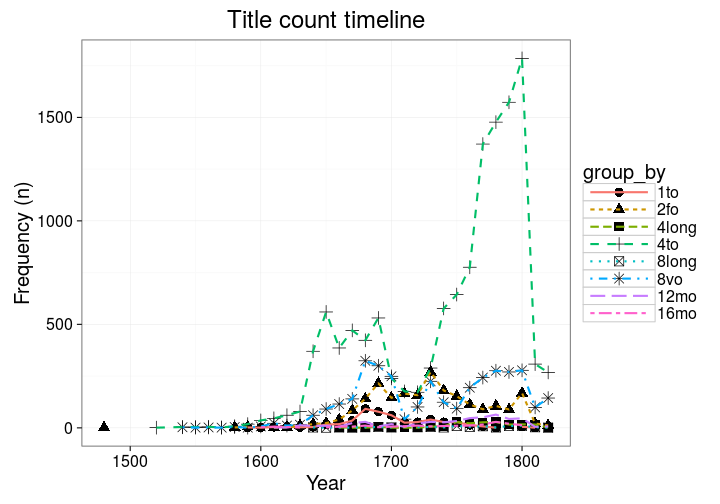 Title count timeline
Frequency (n)
1500
1000
500
0
1500 1600 1700 1800
Year
group_by
1to
2fo
4long
4to
8long
8vo
12mo
16mo